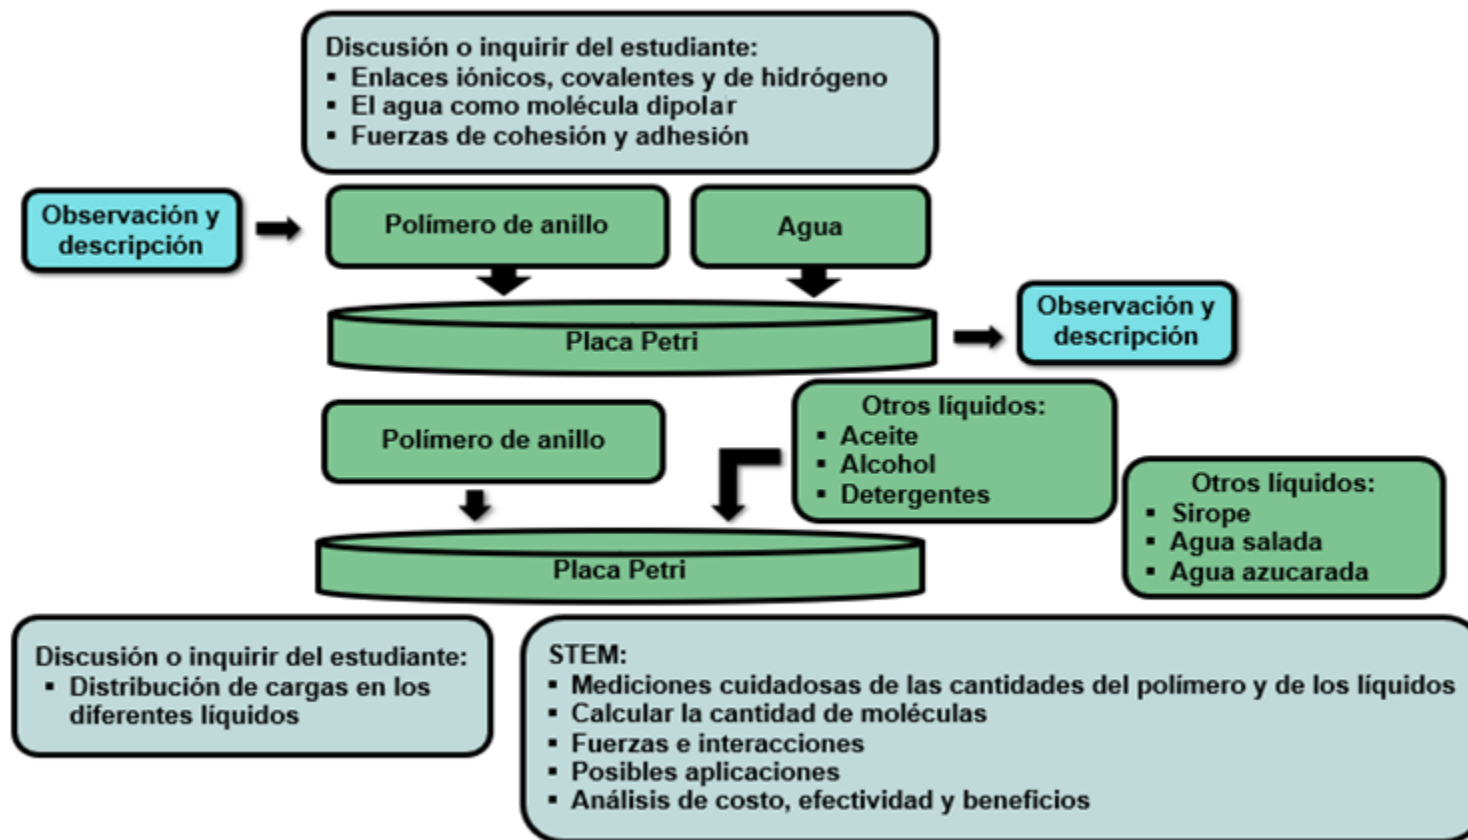 Discusión o inquirir del estudiante:
▪ Enlaces iónicos, covalentes y de hidrógeno
▪ El agua como molécula dipolar
▪ Fuerzas de cohesión y adhesión
Observación y
descripción
Polímero de anillo
Agua
Placa Petri
Observación y
descripción
Polímero de anillo
Otros líquidos:
▪ Aceite
▪ Alcohol
▪ Detergentes
Otros líquidos:
▪ Sirope
▪ Agua salada
▪ Agua azucarada
Placa Petri
Discusión o inquirir del estudiante:
▪ Distribución de cargas en los
diferentes líquidos
STEM:
▪ Mediciones cuidadosas de las cantidades del polímero y de los líquidos
▪ Calcular la cantidad de moléculas
▪ Fuerzas e interacciones
▪ Posibles aplicaciones
▪ Análisis de costo, efectividad y beneficios